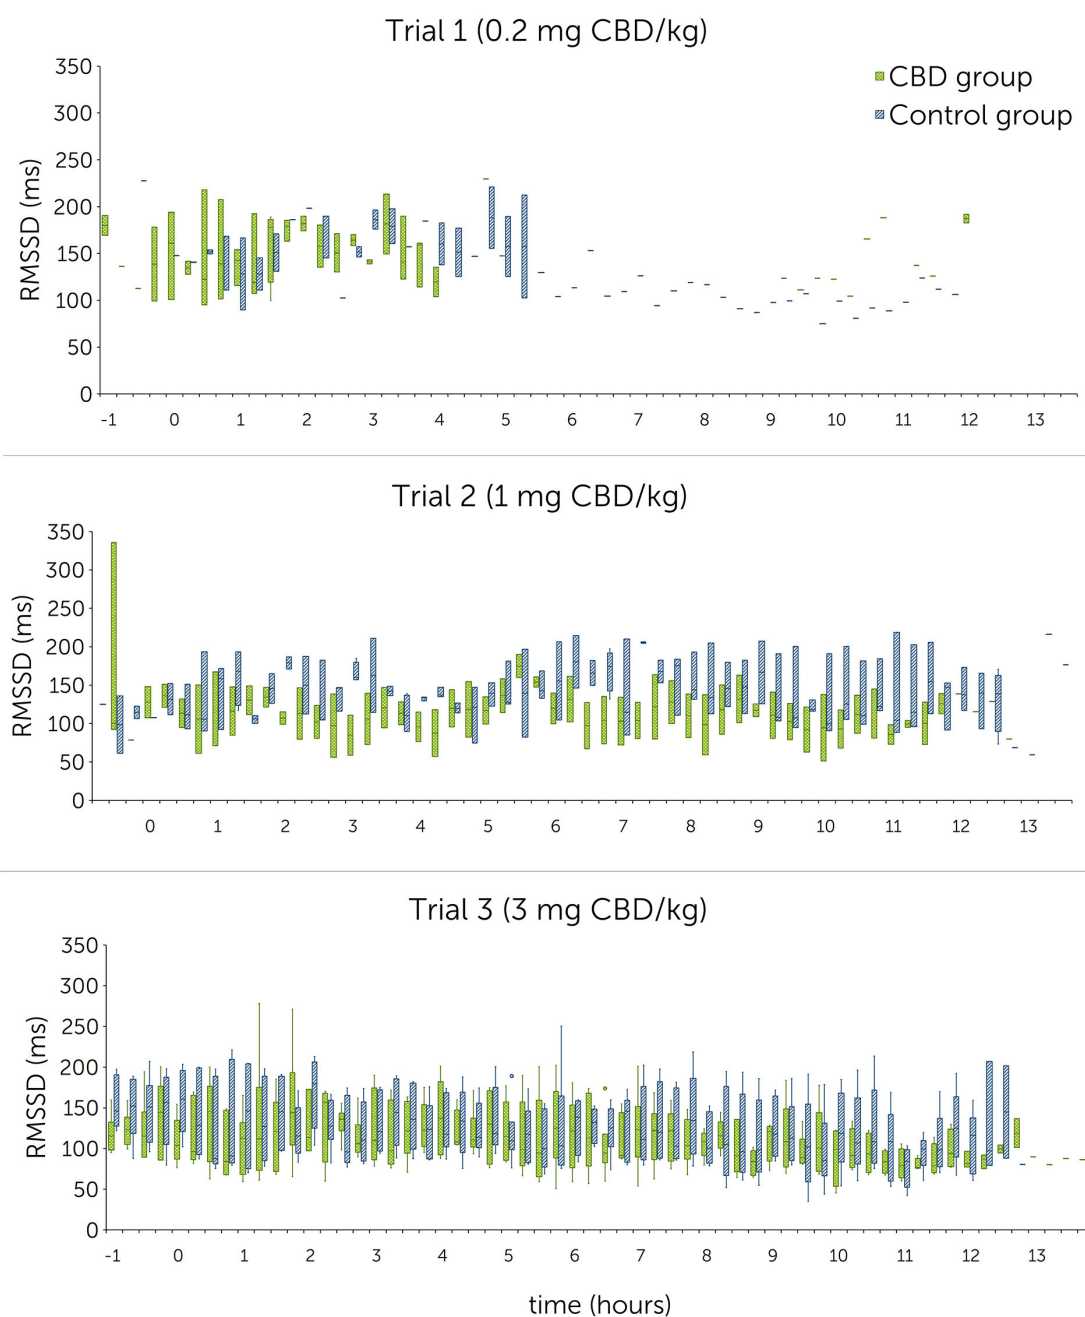 Trial 1 (0.2 mg CBD/kg)
CBD group
Control group
RMSSD (ms)
350
300
250
200
150
100
50
0
-1 0 1 2 3 4 5 6 7 8 9 10 11 12 13
Trial 2 (1 mg CBD/kg)
RMSSD (ms)
350
300
250
200
150
100
50
0
0 1 2 3 4 5 6 7 8 9 10 11 12 13
Trial 3 (3 mg CBD/kg)
RMSSD (ms)
350
300
250
200
150
100
50
0
-1 0 1 2 3 4 5 6 7 8 9 10 11 12 13
time (hours)